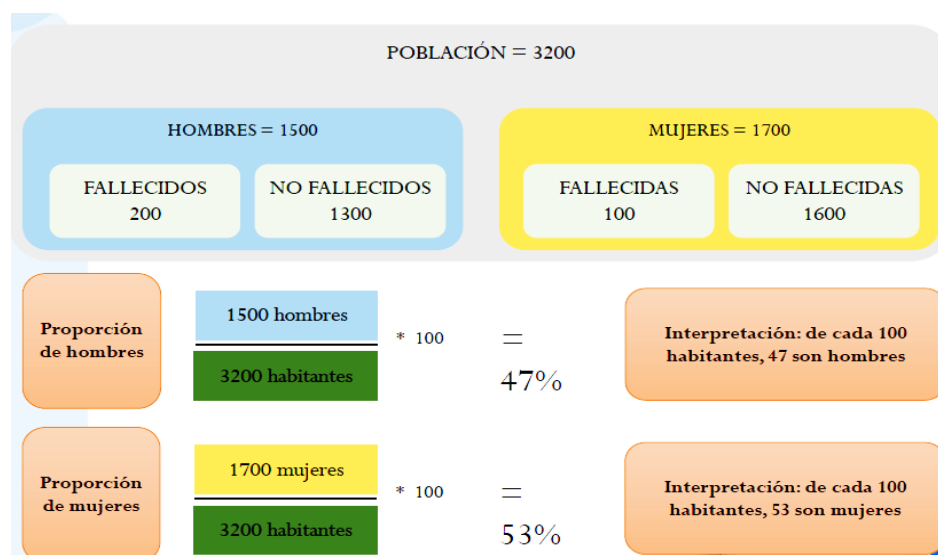 POBLACIÓN = 3200
HOMBRES = 1500
FALLECIDOS
200
NO FALLECIDOS
1300
MUJERES = 1700
FALLECIDAS
100
NO FALLECIDAS
1600
Proporción
de hombres
1500 hombres
3200 habitantes
* 100
=
47%
Interpretación: de cada 100
habitantes, 47 son hombres
Proporción
de mujeres
1700 mujeres
3200 habitantes
* 100
=
53%
Interpretación: de cada 100
habitantes, 53 son mujeres